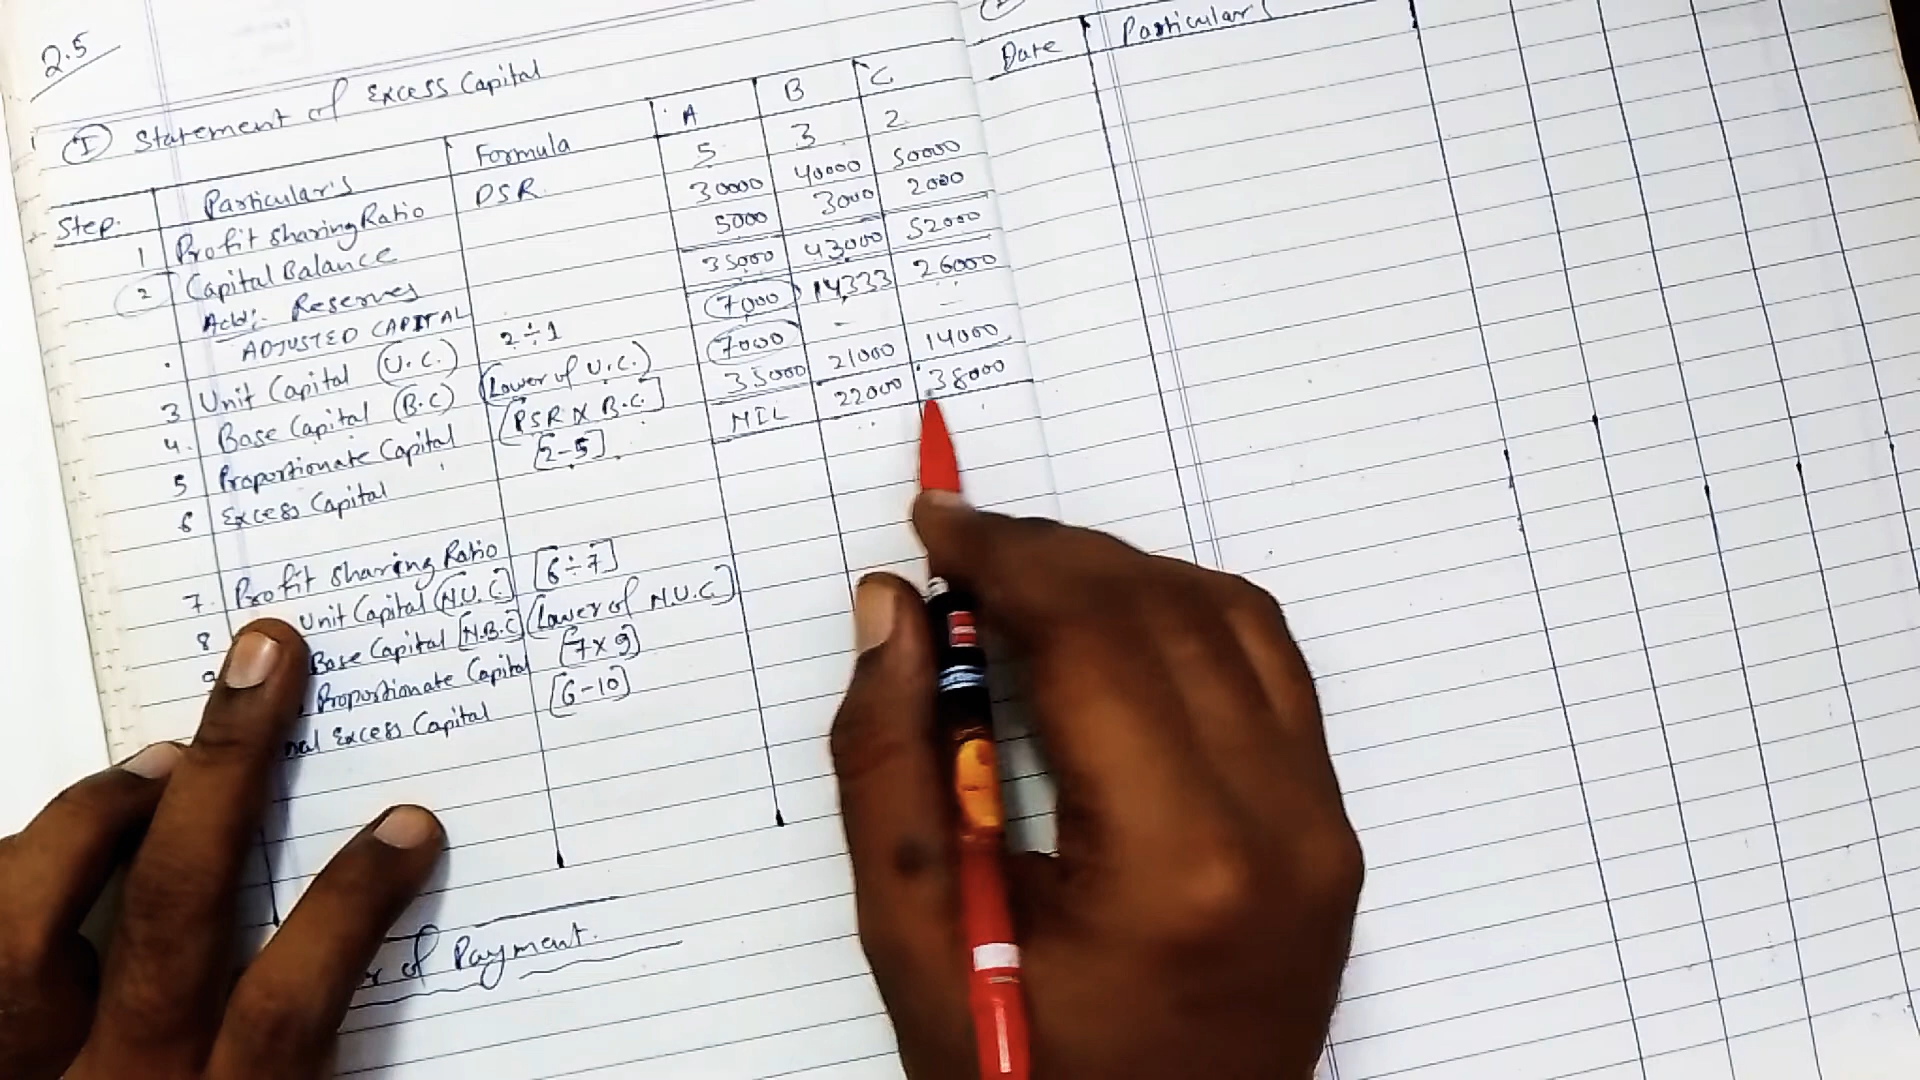 2.5
I Statement of Excess Capital
Step. Particular's Formula A B C
1 Profit Sharing Ratio PSR 5 3 2
2 Capital Balance 30000 40000 50000
Add:- Reserves 5000 3000 2000
ADJUSTED CAPITAL 35000 43000 52000
3 Unit Capital (U.C.) 2÷1 7000 14333 26000
4. Base Capital (B.C) (Lower of U.C.) 7000 - -
5 Proportionate Capital [PSR X B.C.] 35000 21000 14000
6 Excess Capital [2-5] NIL 22000 38000
7. Profit Sharing Ratio
8 Unit Capital (N.U.C] [6÷7]
9 Base Capital [N.B.C] (Lower of N.U.C.]
Proportionate Capital [7x9]
nal Excess Capital [6-10]
of Payment.
Date Particulars